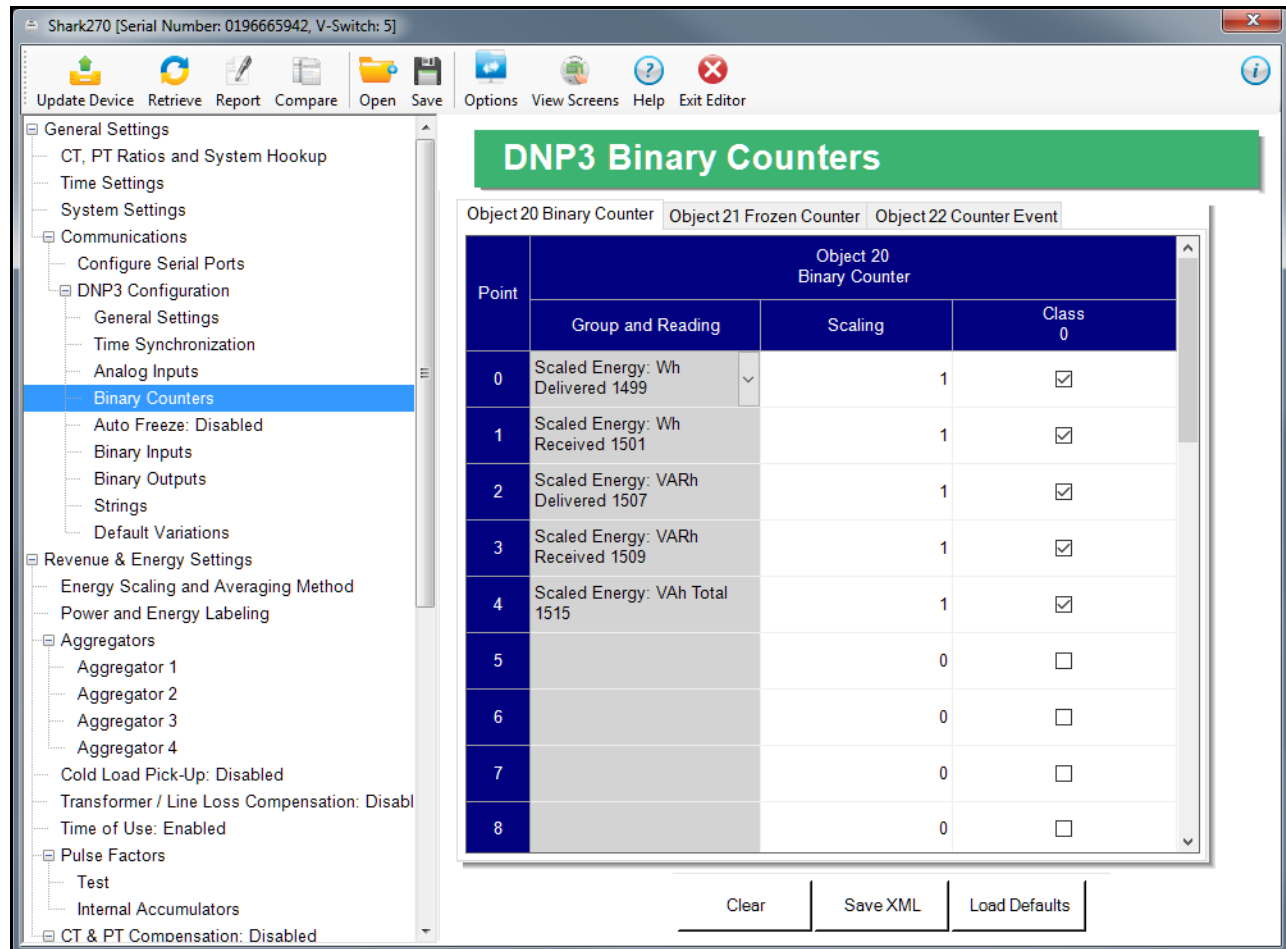 Shark270 [Serial Number: 0196665942, V-Switch: 5]
Update Device Retrieve Report Compare Open Save Options View Screens Help Exit Editor
General Settings
CT, PT Ratios and System Hookup
Time Settings
System Settings
Communications
Configure Serial Ports
DNP3 Configuration
General Settings
Time Synchronization
Analog Inputs
Binary Counters
Auto Freeze: Disabled
Binary Inputs
Binary Outputs
Strings
Default Variations
Revenue & Energy Settings
Energy Scaling and Averaging Method
Power and Energy Labeling
Aggregators
Aggregator 1
Aggregator 2
Aggregator 3
Aggregator 4
Cold Load Pick-Up: Disabled
Transformer / Line Loss Compensation: Disabl
Time of Use: Enabled
Pulse Factors
Test
Internal Accumulators
CT & PT Compensation: Disabled
DNP3 Binary Counters
Object 20 Binary Counter Object 21 Frozen Counter Object 22 Counter Event
Point
Object 20
Binary Counter
Group and Reading Scaling Class
0
0 Scaled Energy: Wh
Delivered 1499 1
1 Scaled Energy: Wh
Received 1501 1
2 Scaled Energy: VARh
Delivered 1507 1
3 Scaled Energy: VARh
Received 1509 1
4 Scaled Energy: VAh Total
1515 1
5 0
6 0
7 0
8 0
Clear Save XML Load Defaults